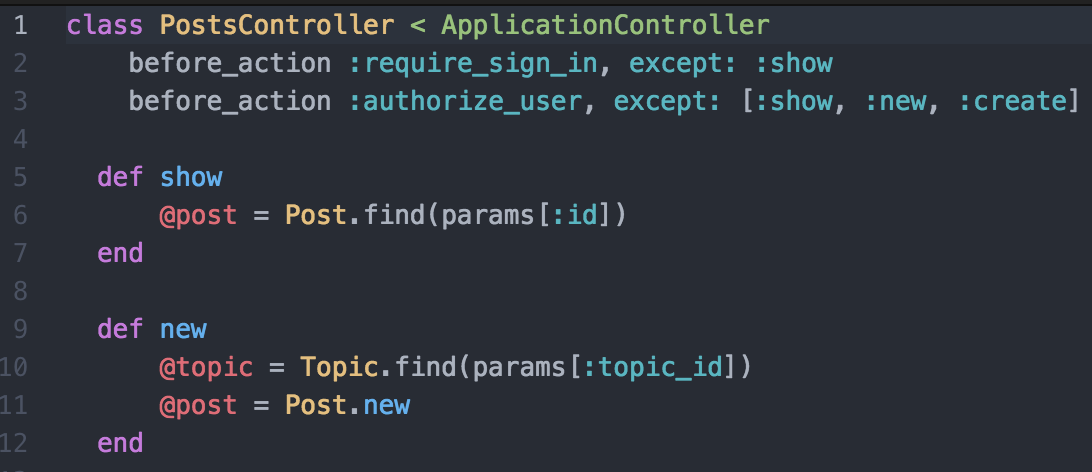 1 class PostsController < ApplicationController
2 before_action :require_sign_in, except: :show
3 before_action :authorize_user, except: [:show, :new, :create]
4
5 def show
6 @post = Post.find(params[:id])
7 end
8
9 def new
10 @topic = Topic.find(params[:topic_id])
11 @post = Post.new
12 end